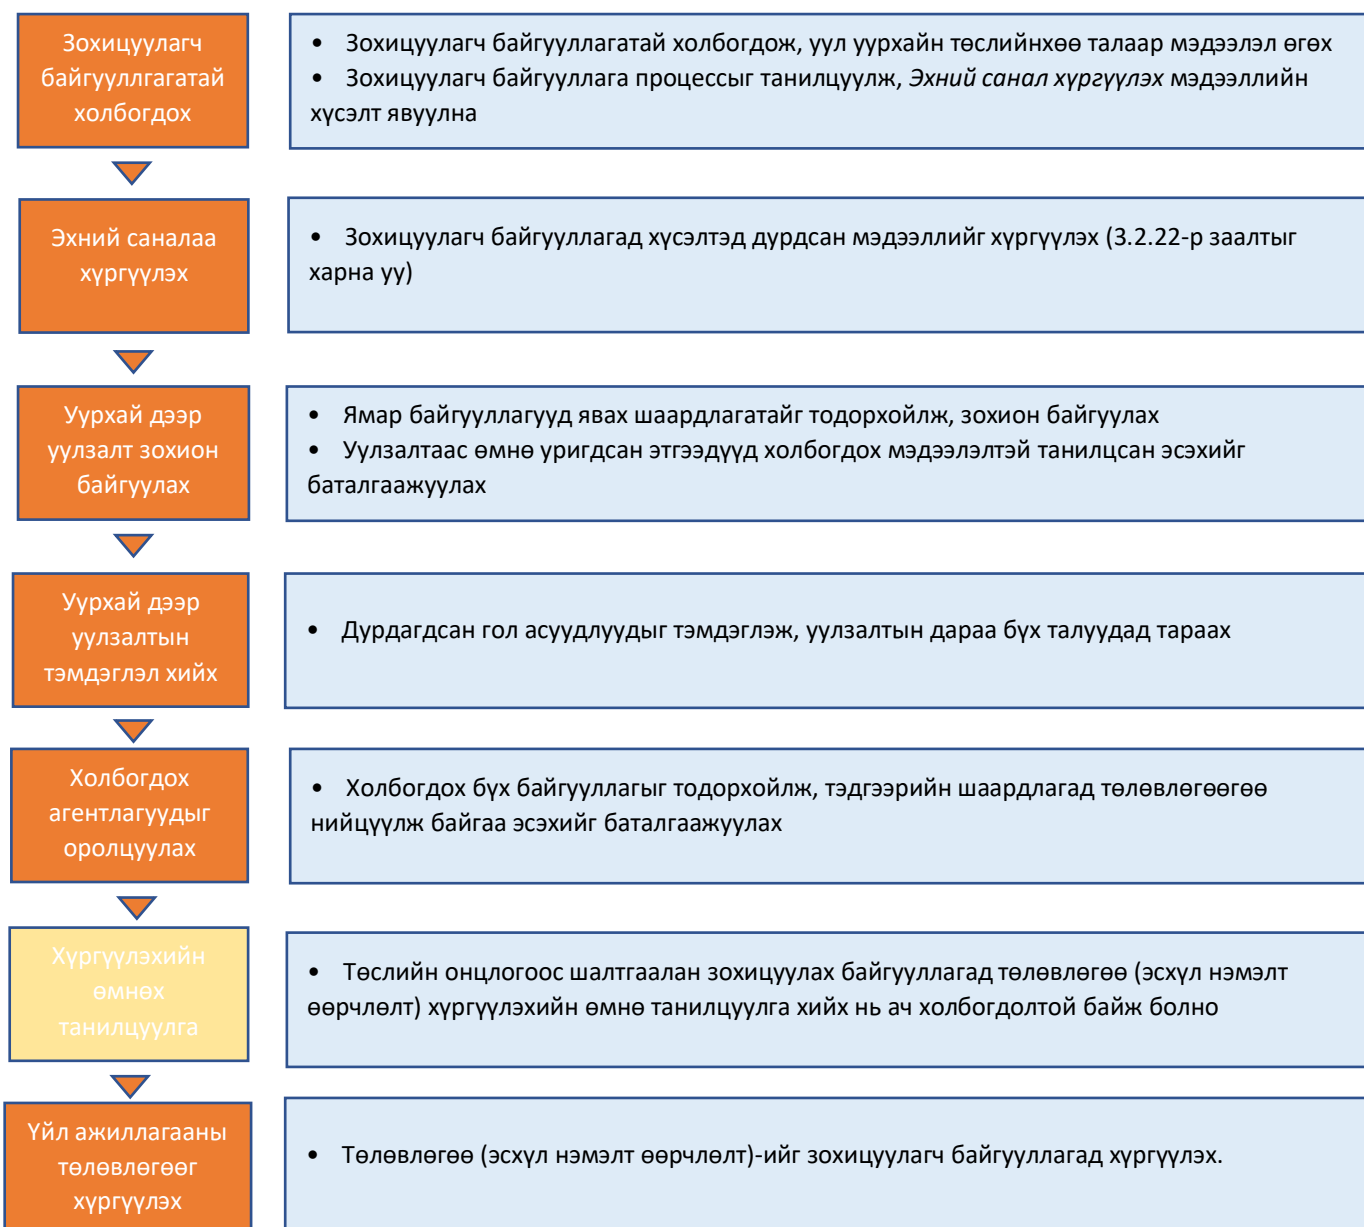 Зохицуулагч
байгууллгагатай
холбогдох
• Зохицуулагч байгууллагатай холбогдож, уул уурхайн төслийнхөө талаар мэдээлэл өгөх
• Зохицуулагч байгууллага процессыг танилцуулж, Эхний санал хүргүүлэх мэдээллийн
хүсэлт явуулна
Эхний саналаа
хүргүүлэх
• Зохицуулагч байгууллагад хүсэлтэд дурдсан мэдээллийг хүргүүлэх (3.2.22-р заалтыг
харна уу)
Уурхай дээр
уулзалт зохион
байгуулах
• Ямар байгууллагууд явах шаардлагатайг тодорхойлж, зохион байгуулах
• Уулзалтаас өмнө уригдсан этгээдүүд холбогдох мэдээлэлтэй танилцсан эсэхийг
баталгаажуулах
Уурхай дээр
уулзалтын
тэмдэглэл хийх
• Дурдагдсан гол асуудлуудыг тэмдэглэж, уулзалтын дараа бүх талуудад тараах
Холбогдох
агентлагуудыг
оролцуулах
• Холбогдох бүх байгууллагыг тодорхойлж, тэдгээрийн шаардлагад төлөвлөгөөгөө
нийцүүлж байгаа эсэхийг баталгаажуулах
Хүргүүлэхийн
өмнөх
танилцуулга
• Төслийн онцлогоос шалтгаалан зохицуулах байгууллагад төлөвлөгөө (эсхүл нэмэлт
өөрчлөлт) хүргүүлэхийн өмнө танилцуулга хийх нь ач холбогдолтой байж болно
Үйл ажиллагааны
төлөвлөгөөг
хүргүүлэх
• Төлөвлөгөө (эсхүл нэмэлт өөрчлөлт)-ийг зохицуулагч байгууллагад хүргүүлэх.